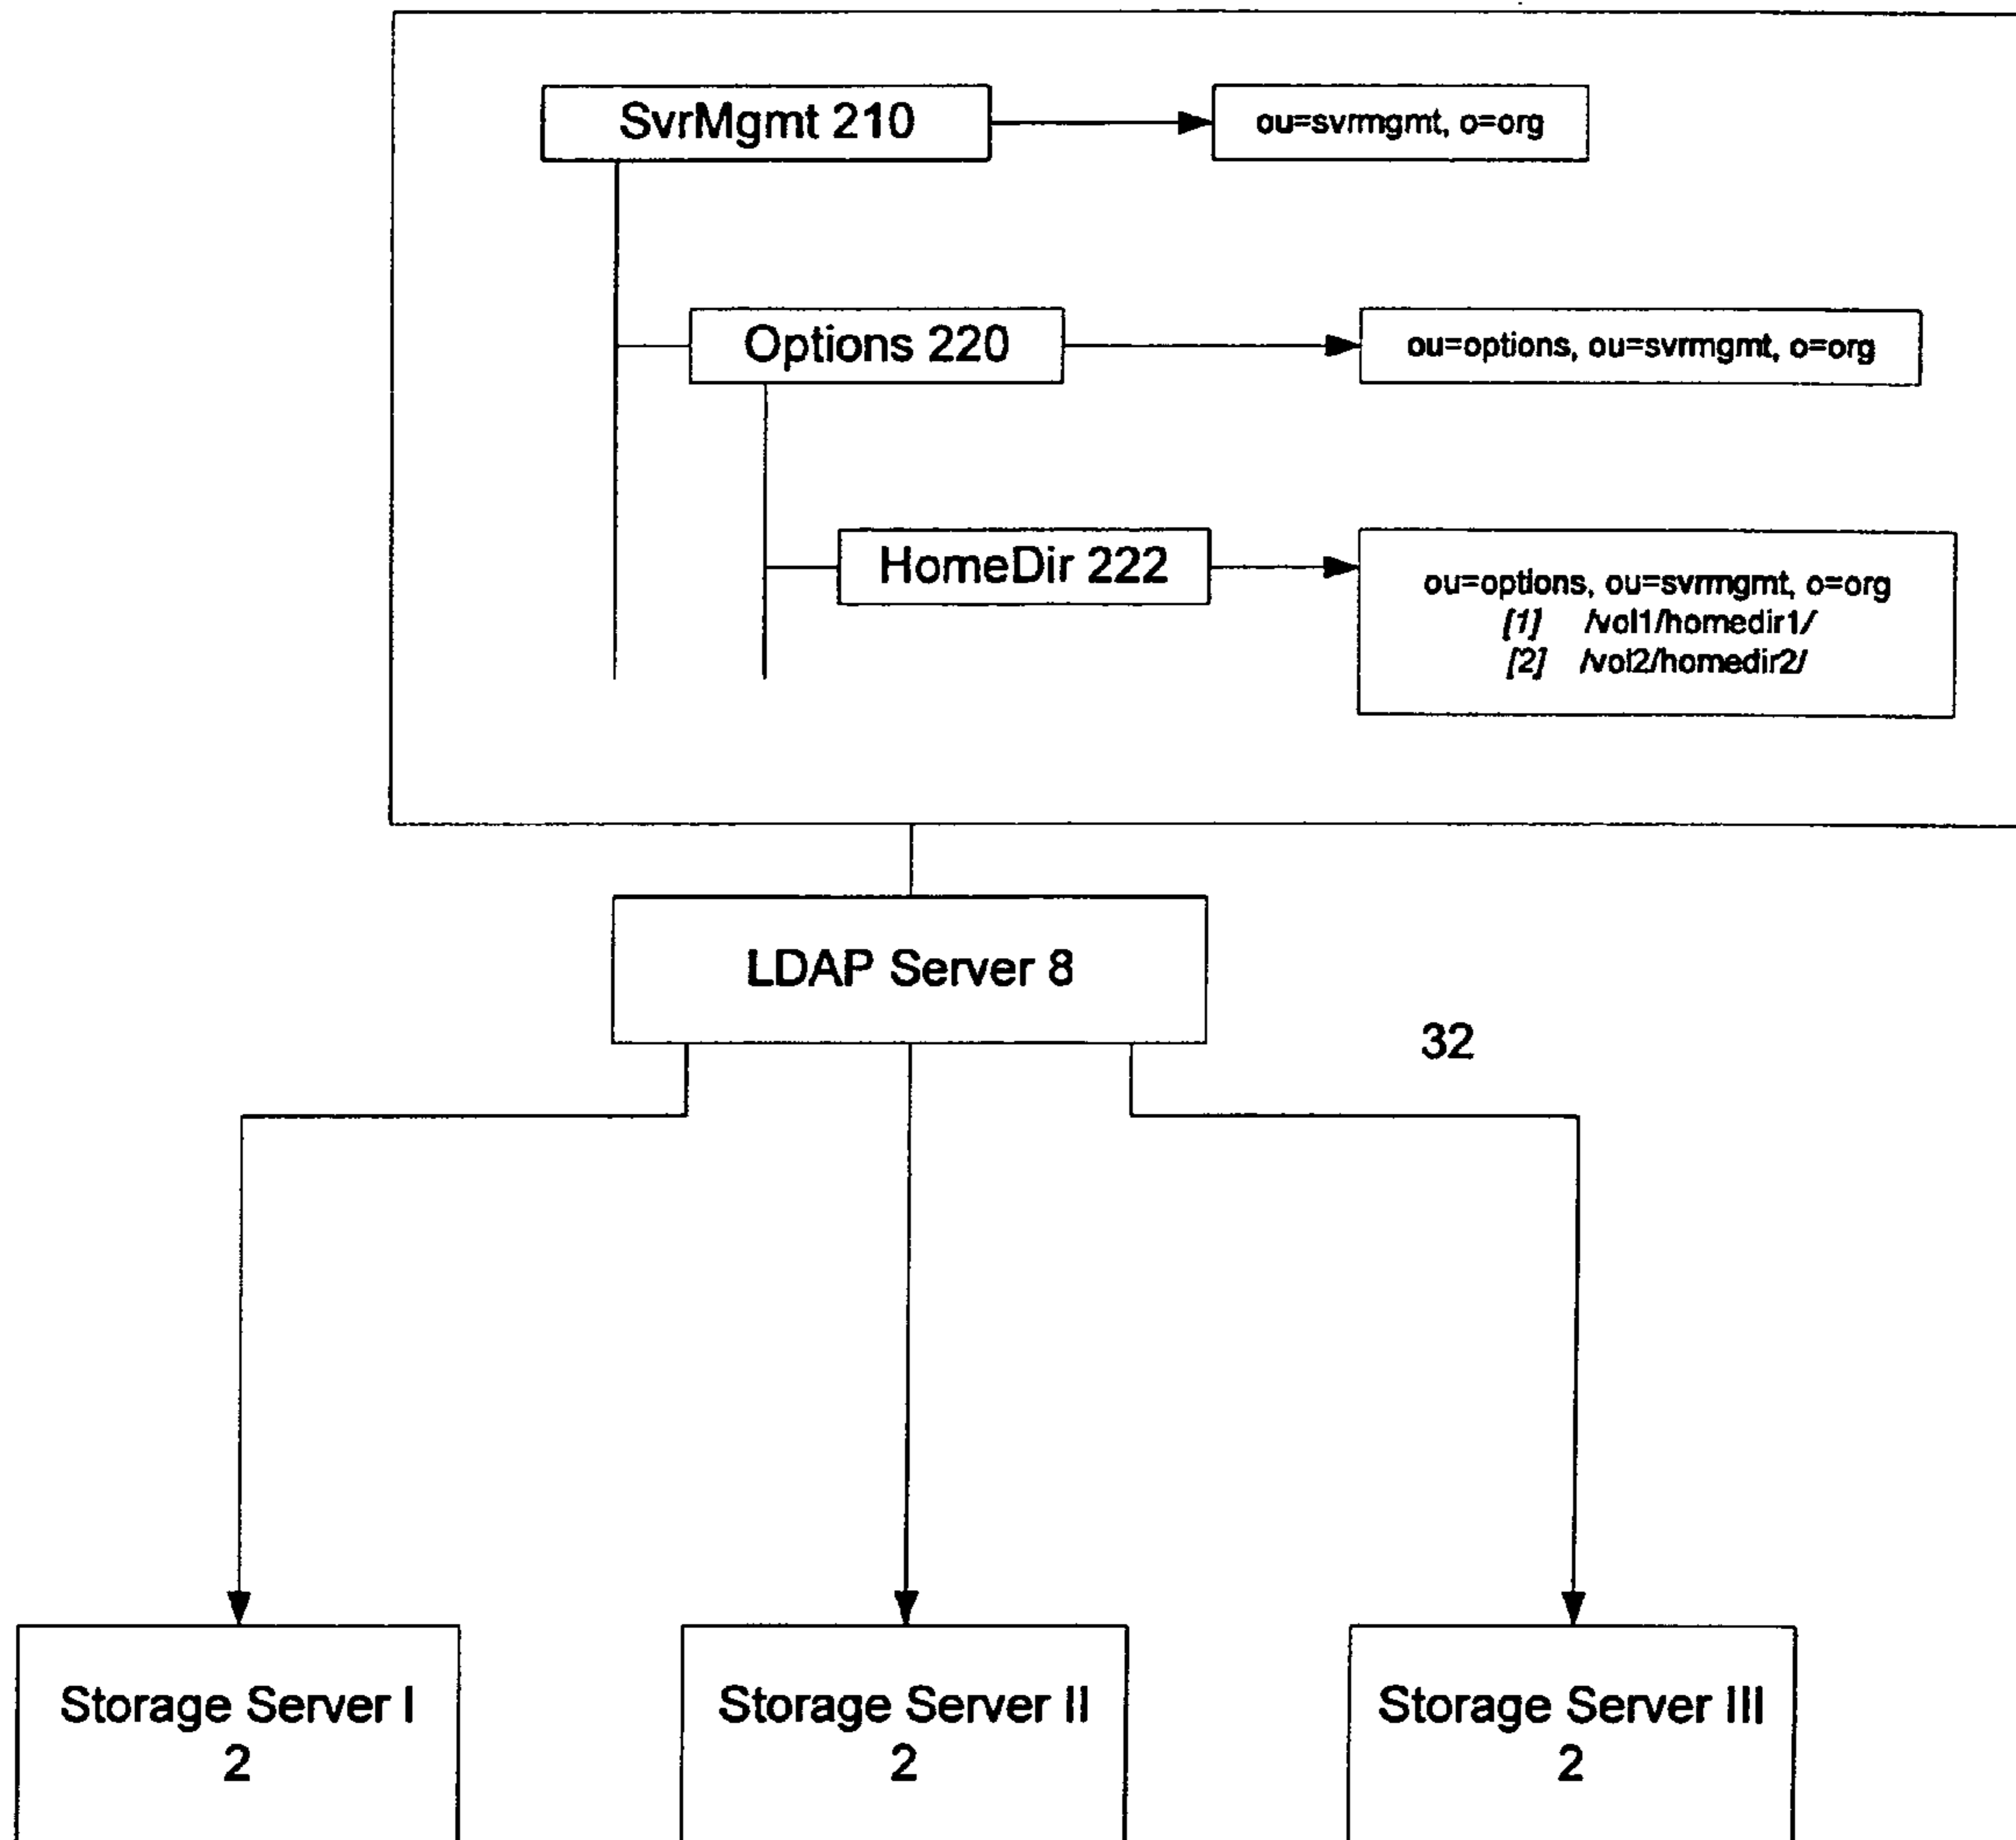 SvrMgmt 210
ou=svrmgmt, o=org
Options 220
ou=options, ou=svrmgmt, o=org
HomeDir 222
ou=options, ou=svrmgmt, o=org
[1] /vol1/homedir1/
[2] /vol2/homedir2/
LDAP Server 8
32
Storage Server I
2
Storage Server II
2
Storage Server III
2